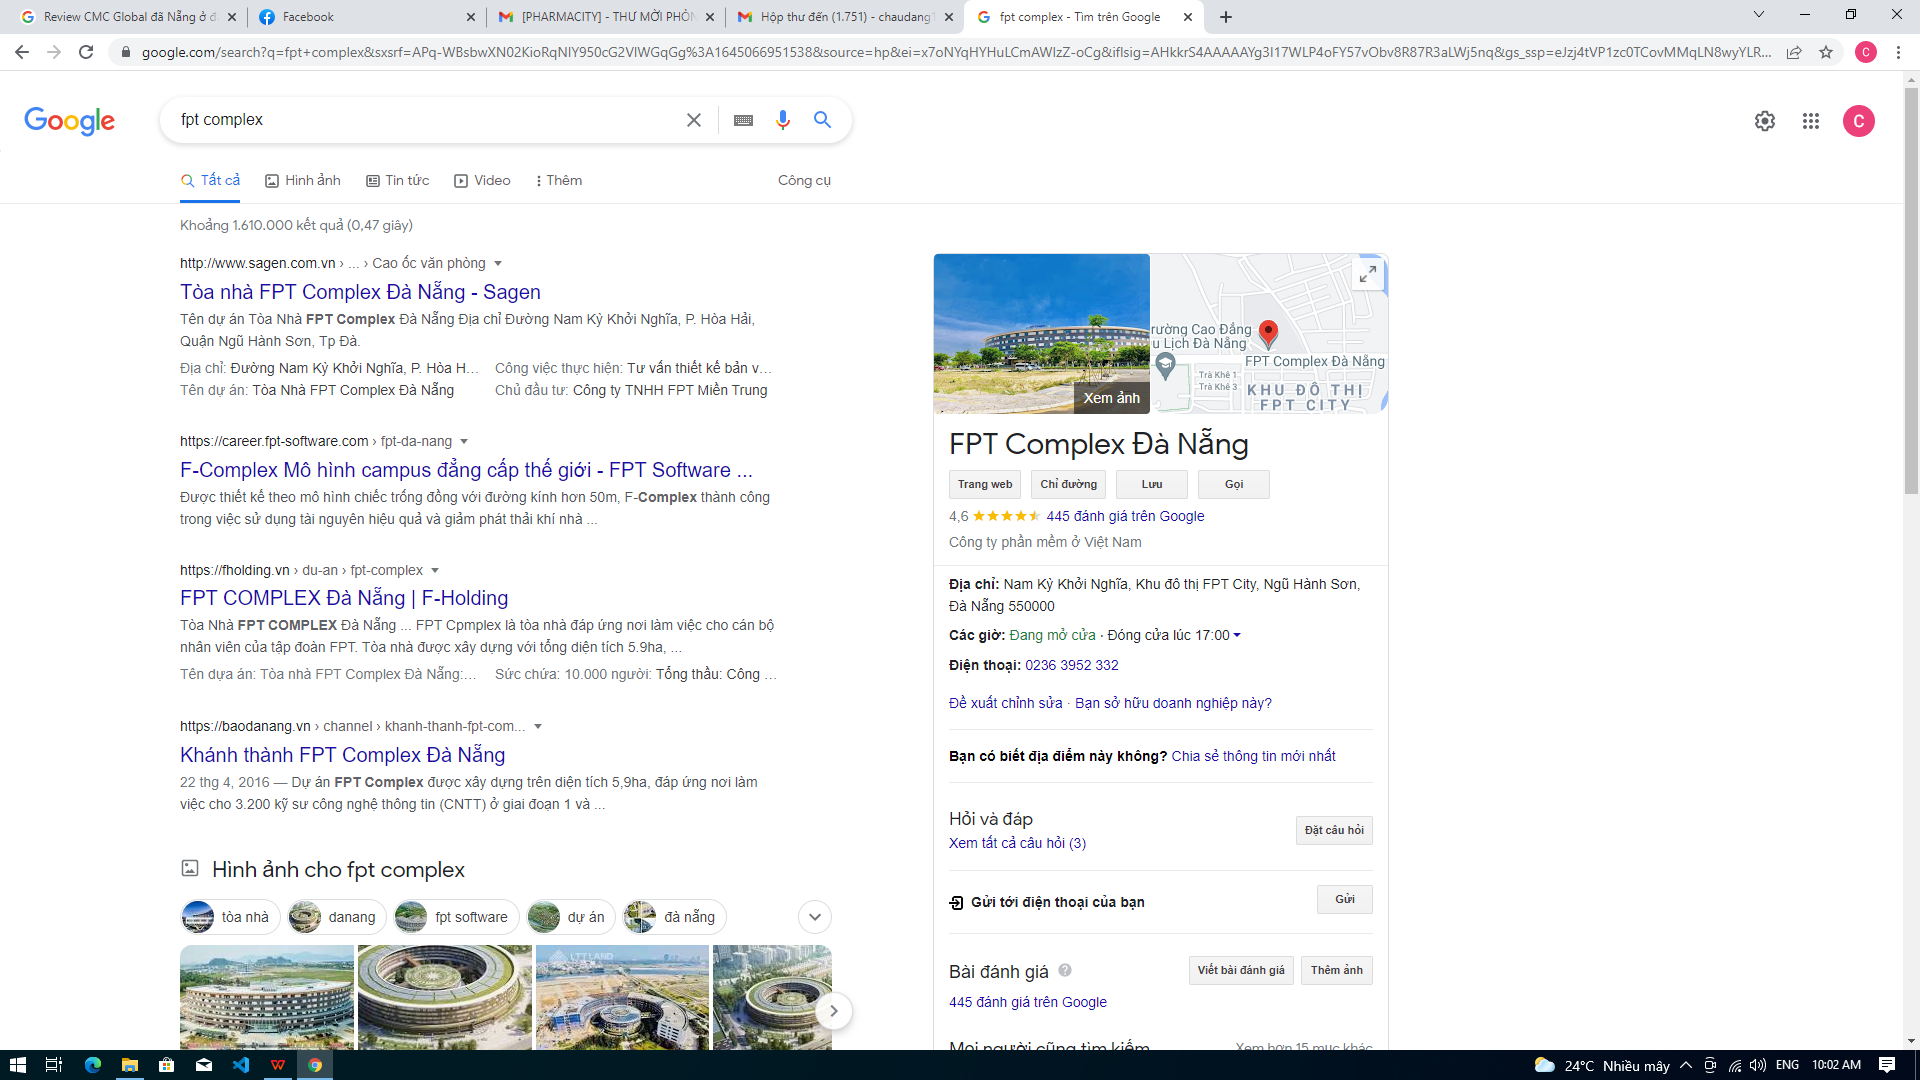 Review CMC Global đã Nẵng ở đ
Facebook
[PHARMACITY] - THƯ MỜI PHỎN
Hộp thư đến (1.751) - chaudang1
fpt complex - Tìm trên Google
google.com/search?q=fpt+complex&sxsrf=APq-WBsbwXN02KioRqNIY950cG2VlWGqGg%3A1645066951538&source=hp&ei=x7oNYqHYHuLCmAWIzZ-oCg&iflsig=AHkkrS4AAAAAYg3I17WLP4oFY57vObv8R87R3aLWj5nq&gs_ssp=eJzj4tVP1zc0TCovMMqLN8wyYLR...
C
Google
fpt complex
C
Tất cả
Hình ảnh
Tin tức
Video
Thêm
Công cụ
Khoảng 1.610.000 kết quả (0,47 giây)
http://www.sagen.com.vn › ... › Cao ốc văn phòng
Tòa nhà FPT Complex Đà Nẵng - Sagen
Tên dự án Tòa Nhà FPT Complex Đà Nẵng Địa chỉ Đường Nam Kỳ Khởi Nghĩa, P. Hòa Hải,
Quận Ngũ Hành Sơn, Tp Đà.
Địa chỉ: Đường Nam Kỳ Khởi Nghĩa, P. Hòa H...
Công việc thực hiện: Tư vấn thiết kế bản v...
Tên dự án: Tòa Nhà FPT Complex Đà Nẵng
Chủ đầu tư: Công ty TNHH FPT Miền Trung
https://career.fpt-software.com › fpt-da-nang
F-Complex Mô hình campus đẳng cấp thế giới - FPT Software ...
Được thiết kế theo mô hình chiếc trống đồng với đường kính hơn 50m, F-Complex thành công
trong việc sử dụng tài nguyên hiệu quả và giảm phát thải khí nhà ...
https://fholding.vn › du-an › fpt-complex
FPT COMPLEX Đà Nẵng | F-Holding
Tòa Nhà FPT COMPLEX Đà Nẵng ... FPT Cpmplex là tòa nhà đáp ứng nơi làm việc cho cán bộ
nhân viên của tập đoàn FPT. Tòa nhà được xây dựng với tổng diện tích 5.9ha, ...
Tên dựa án: Tòa nhà FPT Complex Đà Nẵng:...
Sức chứa: 10.000 người: Tổng thầu: Công ...
https://baodanang.vn › channel › khanh-thanh-fpt-com...
Khánh thành FPT Complex Đà Nẵng
22 thg 4, 2016 — Dự án FPT Complex được xây dựng trên diện tích 5,9ha, đáp ứng nơi làm
việc cho 3.200 kỹ sư công nghệ thông tin (CNTT) ở giai đoạn 1 và ...
Hình ảnh cho fpt complex
tòa nhà
danang
fpt software
dự án
đà nẵng
LTT LAND
Xem ảnh
rường Cao Đẳng
u Lịch Đà Nẵng
FPT Complex Đà Nẵng
Trà Khê 1
Trà Khê 3
KHU ĐÔ THỊ
FPT CITY
FPT Complex Đà Nẵng
Trang web
Chỉ đường
Lưu
Gọi
4,6
445 đánh giá trên Google
Công ty phần mềm ở Việt Nam
Địa chỉ: Nam Kỳ Khởi Nghĩa, Khu đô thị FPT City, Ngũ Hành Sơn,
Đà Nẵng 550000
Các giờ: Đang mở cửa · Đóng cửa lúc 17:00
Điện thoại: 0236 3952 332
Đề xuất chỉnh sửa · Bạn sở hữu doanh nghiệp này?
Bạn có biết địa điểm này không? Chia sẻ thông tin mới nhất
Hỏi và đáp
Xem tất cả câu hỏi (3)
Đặt câu hỏi
Gửi tới điện thoại của bạn
Gửi
Bài đánh giá
Viết bài đánh giá
Thêm ảnh
445 đánh giá trên Google
Mọi người cũng tìm kiếm
Xem hơn 15 mục khác
24°C Nhiều mây
ENG
10:02 AM